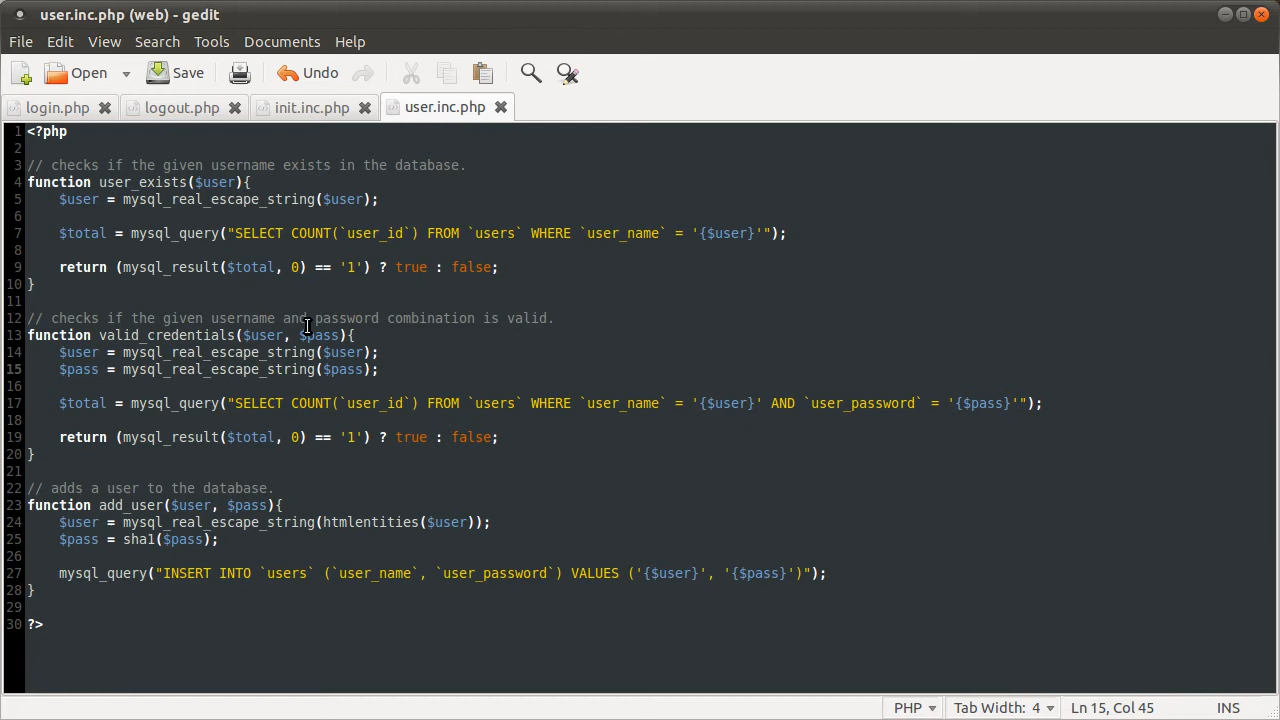 user.inc.php (web) - gedit
File Edit View Search Tools Documents Help
Open Save Undo
login.php logout.php init.inc.php user.inc.php
1 <?php
2
3 // checks if the given username exists in the database.
4 function user_exists($user){
5     $user = mysql_real_escape_string($user);
6
7     $total = mysql_query("SELECT COUNT(`user_id`) FROM `users` WHERE `user_name` = '{$user}'");
8
9     return (mysql_result($total, 0) == '1') ? true : false;
10 }
11
12 // checks if the given username and password combination is valid.
13 function valid_credentials($user, $pass){
14     $user = mysql_real_escape_string($user);
15     $pass = mysql_real_escape_string($pass);
16
17     $total = mysql_query("SELECT COUNT(`user_id`) FROM `users` WHERE `user_name` = '{$user}' AND `user_password` = '{$pass}'");
18
19     return (mysql_result($total, 0) == '1') ? true : false;
20 }
21
22 // adds a user to the database.
23 function add_user($user, $pass){
24     $user = mysql_real_escape_string(htmlentities($user));
25     $pass = sha1($pass);
26
27     mysql_query("INSERT INTO `users` (`user_name`, `user_password`) VALUES ('{$user}', '{$pass}')");
28 }
29
30 ?>
PHP Tab Width: 4 Ln 15, Col 45 INS